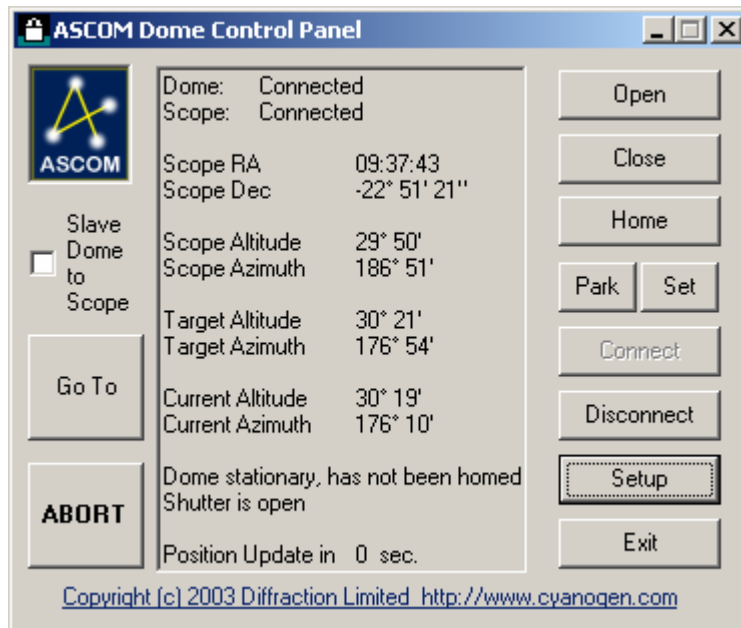 ASCOM Dome Control Panel
ASCOM
Slave
Dome
to
Scope
Go To
ABORT
Dome: Connected
Scope: Connected
Scope RA 09:37:43
Scope Dec -22° 51' 21"
Scope Altitude 29° 50'
Scope Azimuth 186° 51'
Target Altitude 30° 21'
Target Azimuth 176° 54'
Current Altitude 30° 19'
Current Azimuth 176° 10'
Dome stationary, has not been homed
Shutter is open
Position Update in 0 sec.
Open
Close
Home
Park Set
Connect
Disconnect
Setup
Exit
Copyright (c) 2003 Diffraction Limited http://www.cyanogen.com